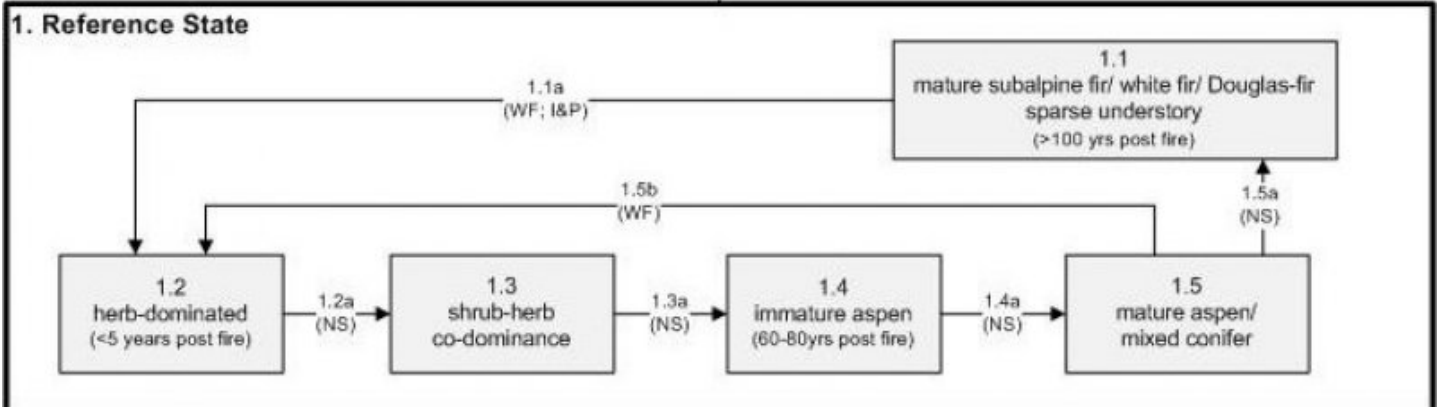 1. Reference State
1.1
mature subalpine fir/ white fir/ Douglas-fir
sparse understory
(>100 yrs post fire)
1.1a
(WF; I&P)
1.5b
(WF)
1.5a
(NS)
1.2
herb-dominated
(<5 years post fire)
1.2a
(NS)
1.3
shrub-herb
co-dominance
1.3a
(NS)
1.4
immature aspen
(60-80yrs post fire)
1.4a
(NS)
1.5
mature aspen/
mixed conifer